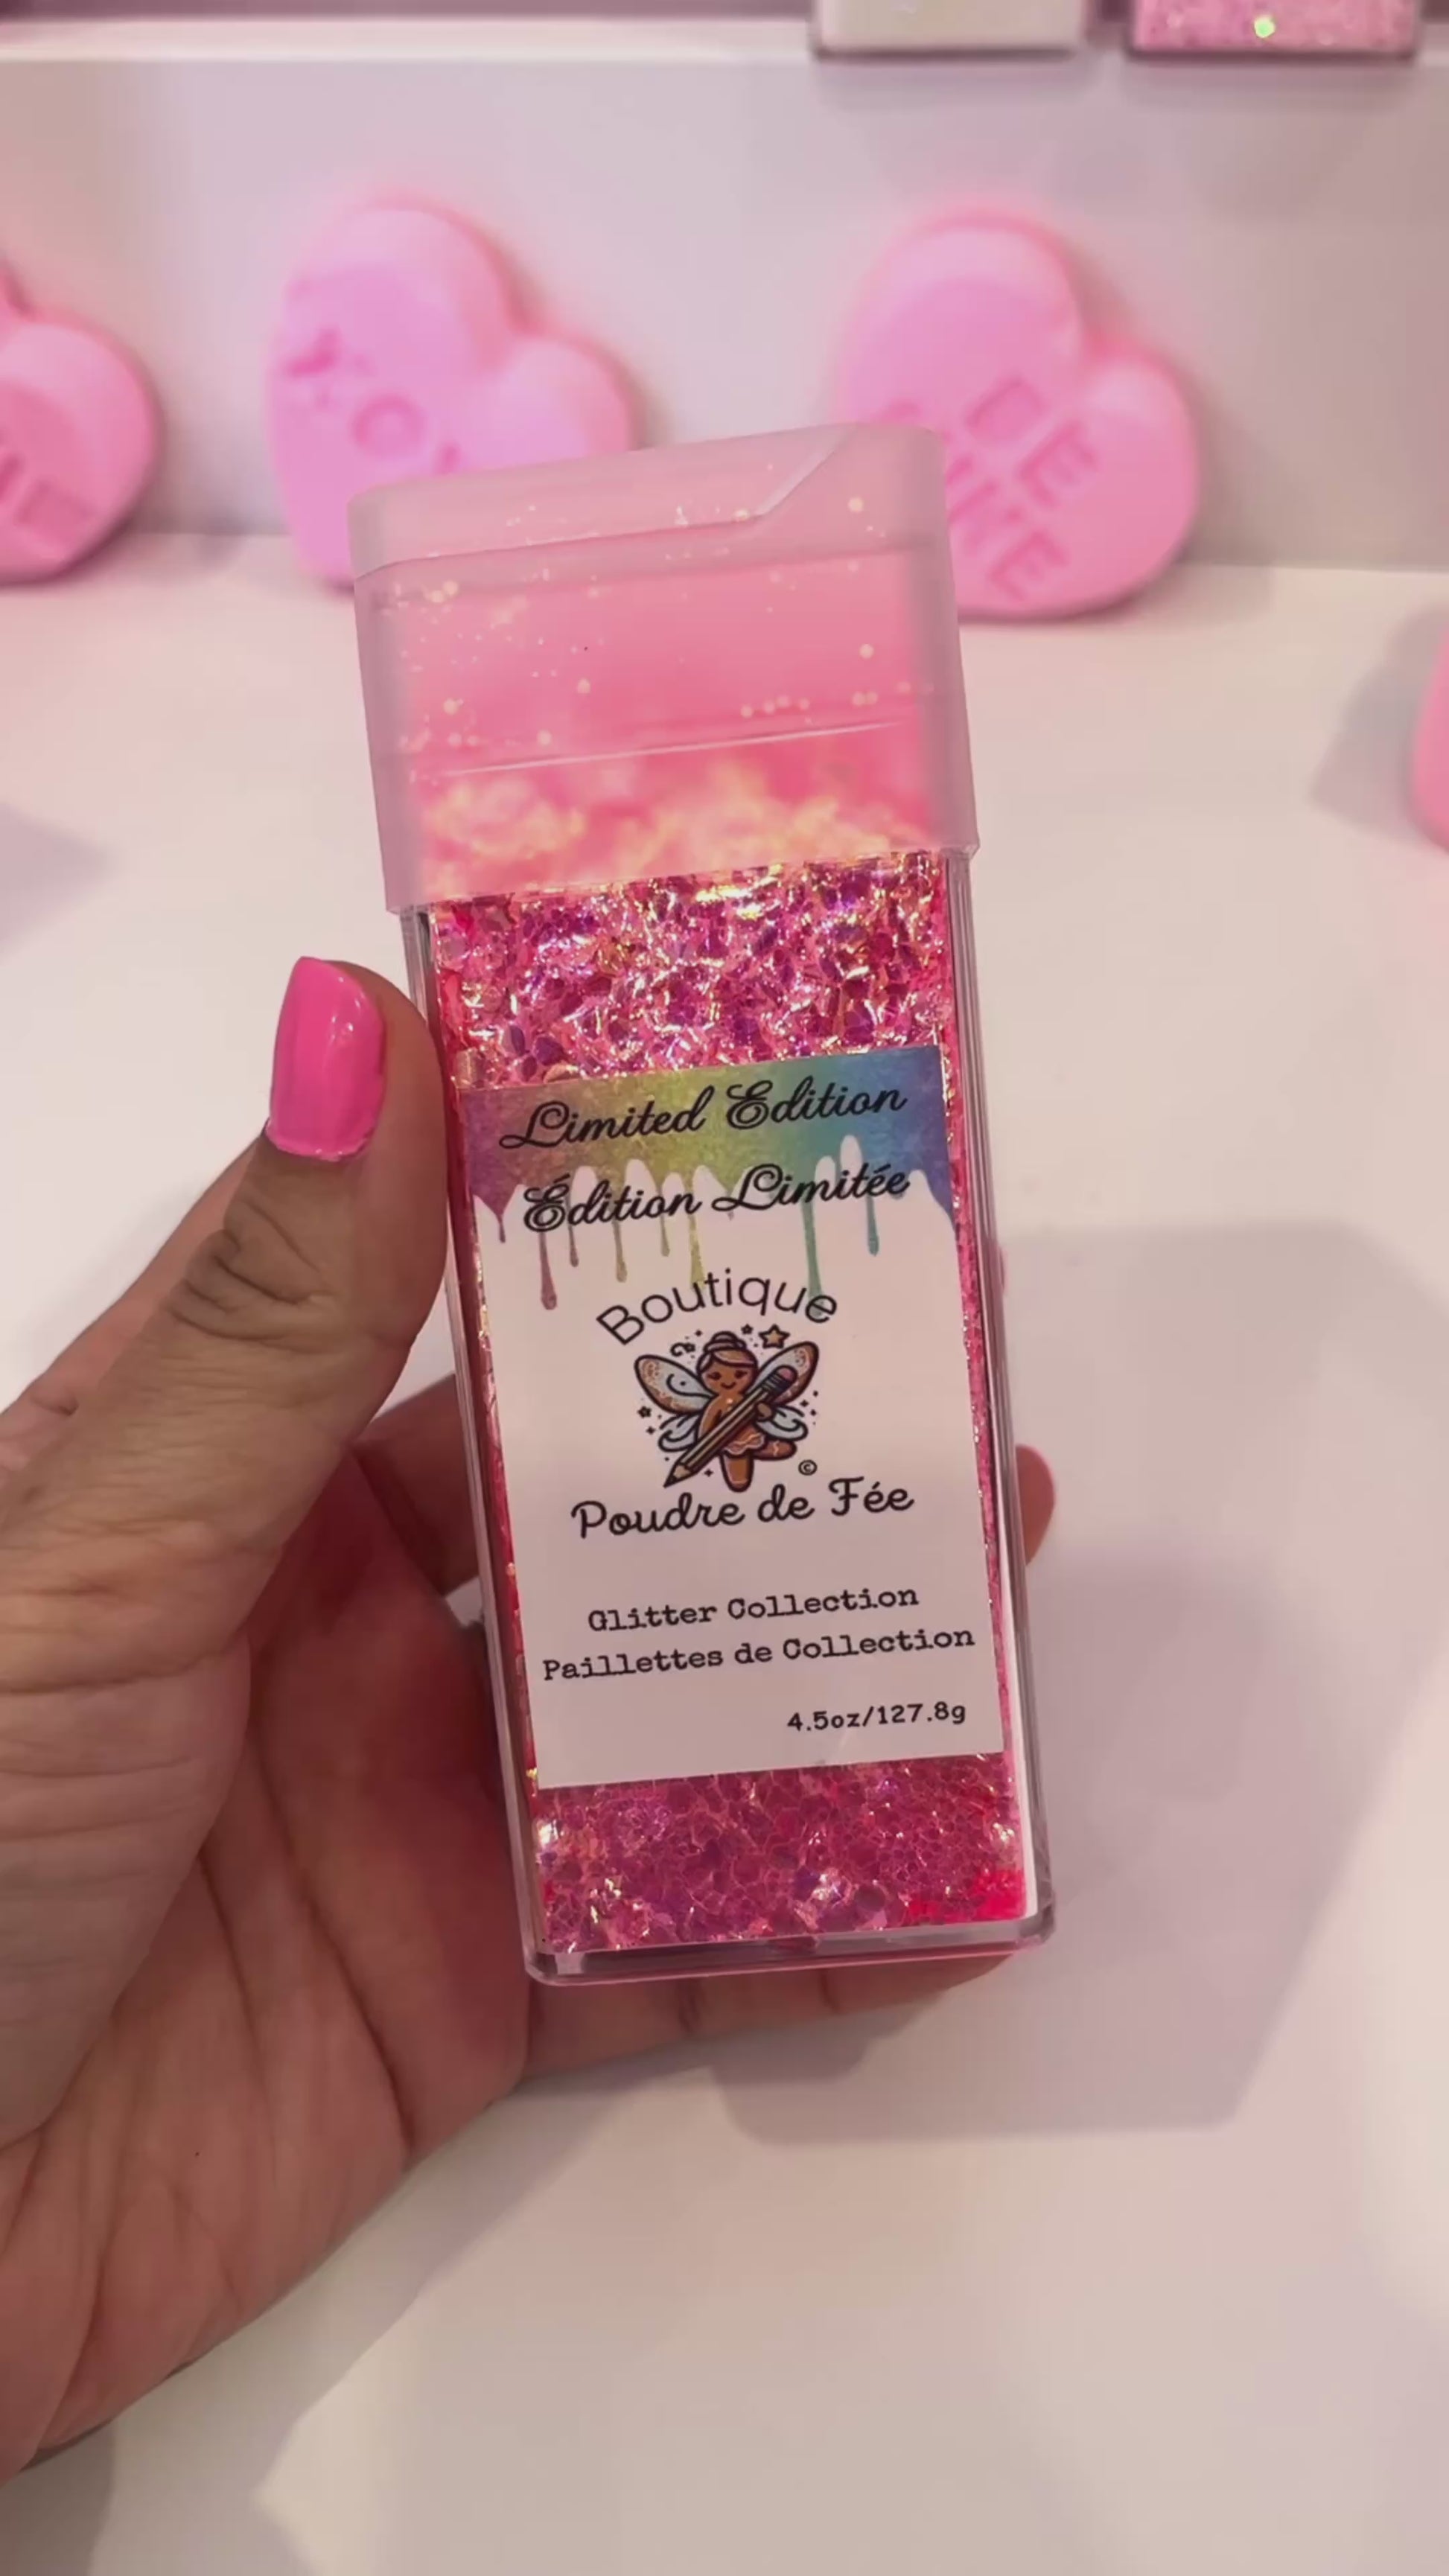 Limited Edition
Édition Limitée
Boutique
©
Poudre de Fée
Glitter Collection
Paillettes de Collection
4.5oz/127.8g